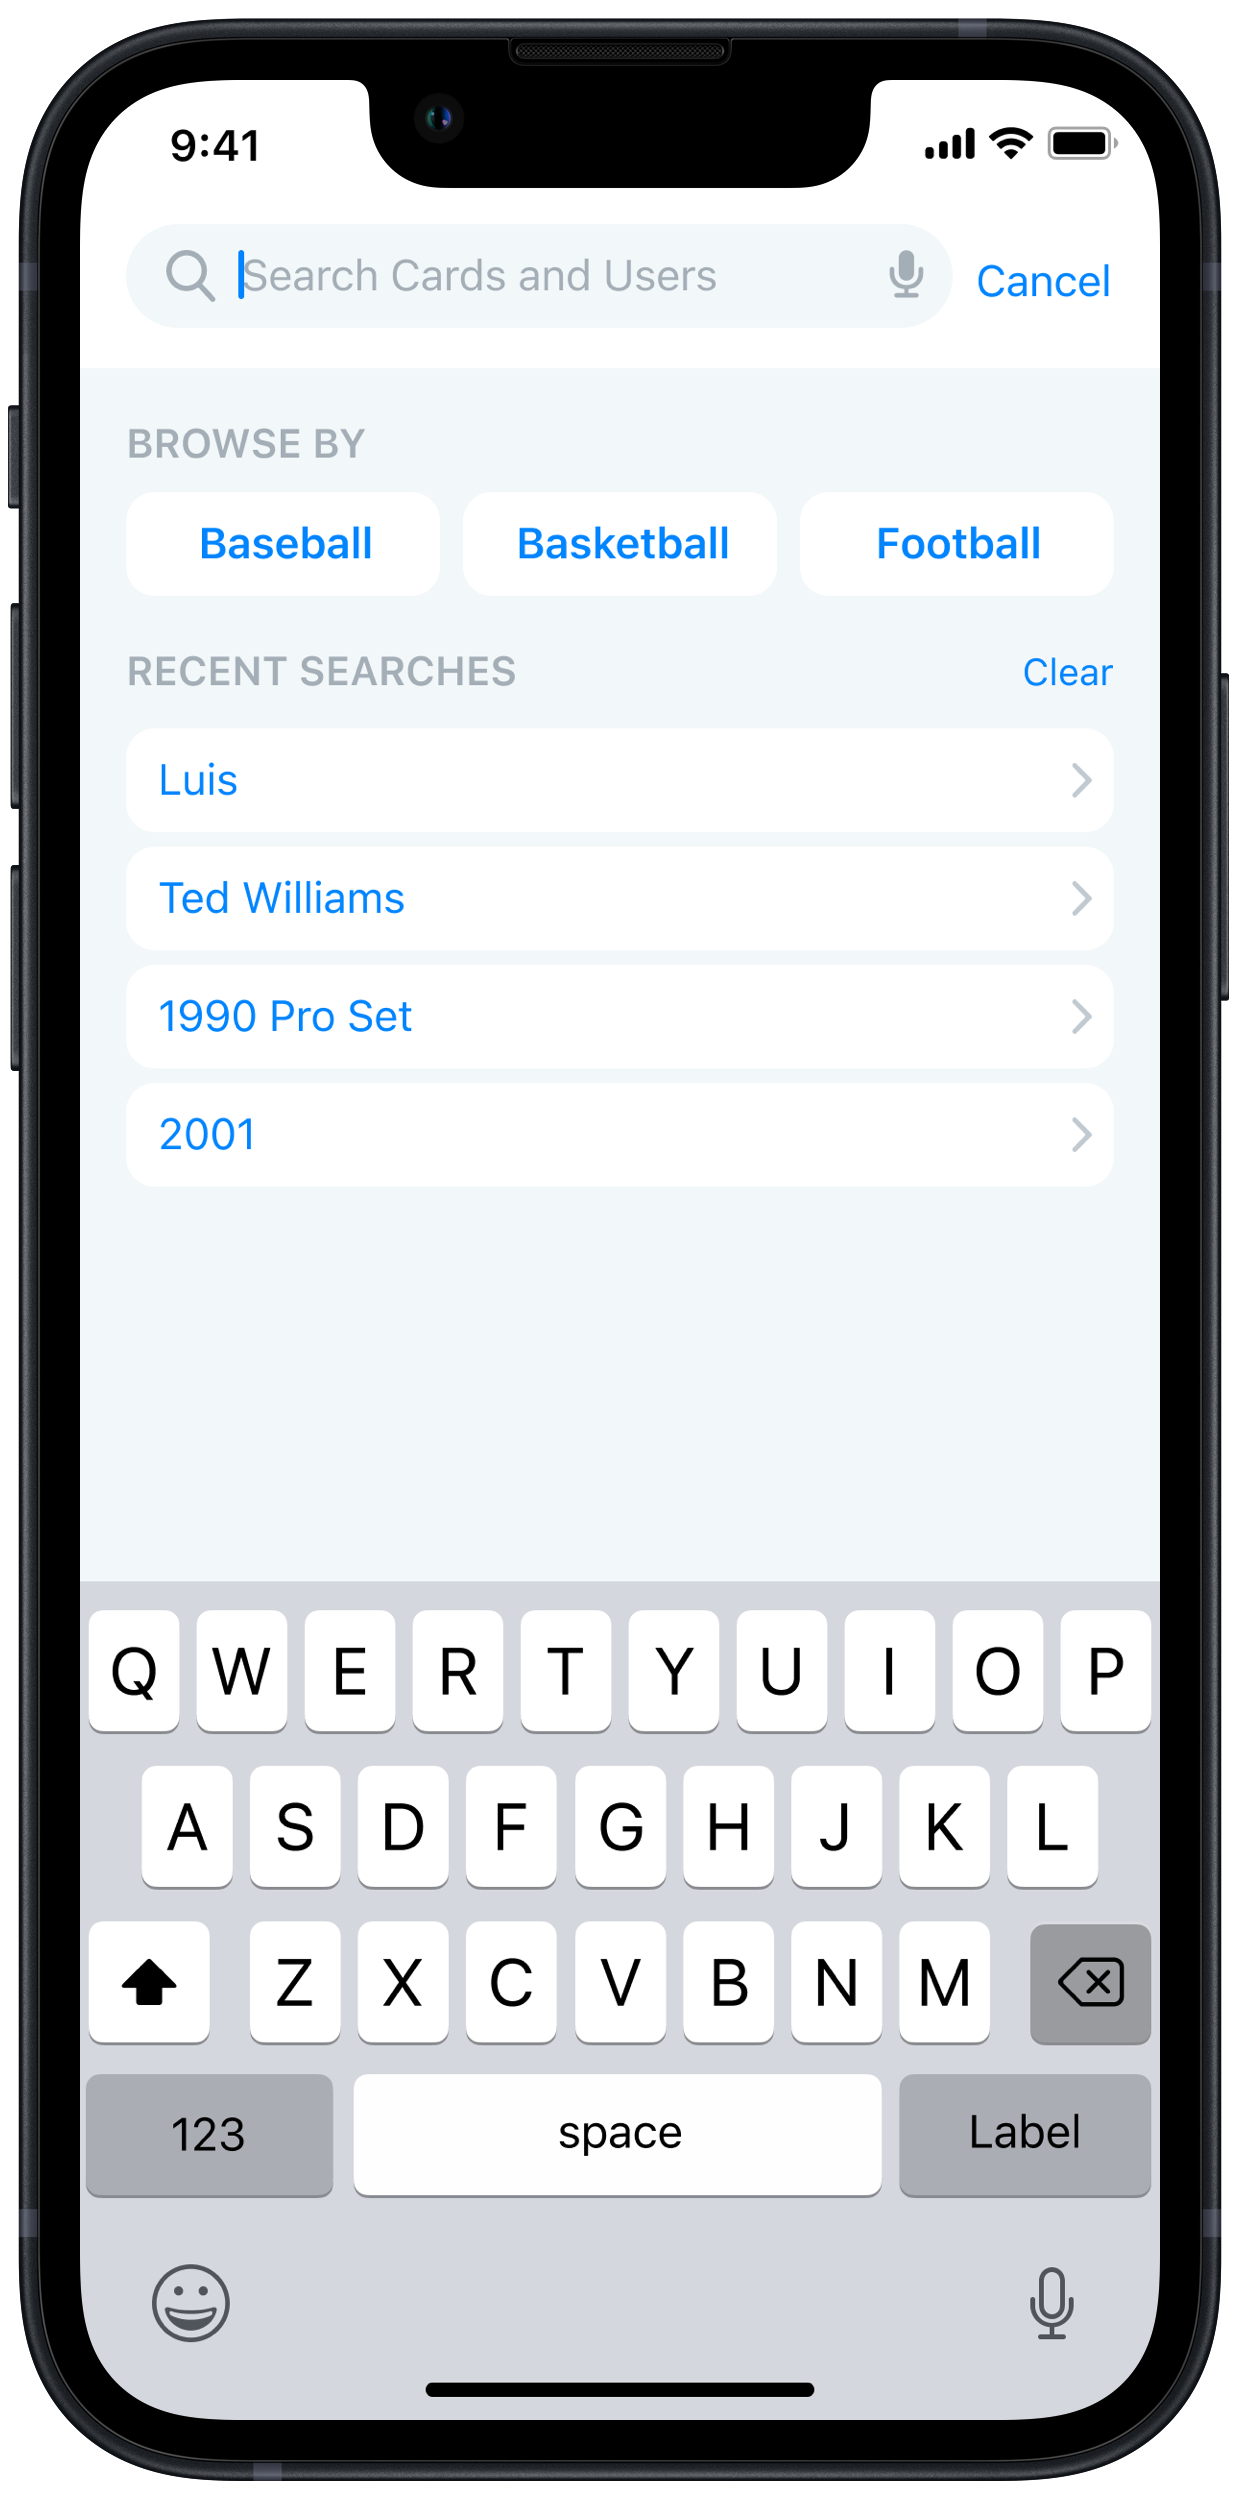 9:41
Search Cards and Users
Cancel
BROWSE BY
Baseball Basketball Football
RECENT SEARCHES Clear
Luis
Ted Williams
1990 Pro Set
2001
Q W E R T Y U I O P
A S D F G H J K L
Z X C V B N M
123 space Label